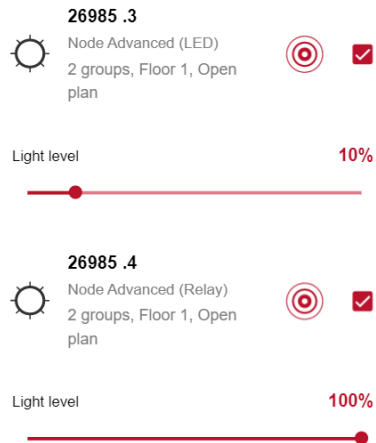 26985 .3
Node Advanced (LED)
2 groups, Floor 1, Open
plan
Light level
10%
26985 .4
Node Advanced (Relay)
2 groups, Floor 1, Open
plan
Light level
100%